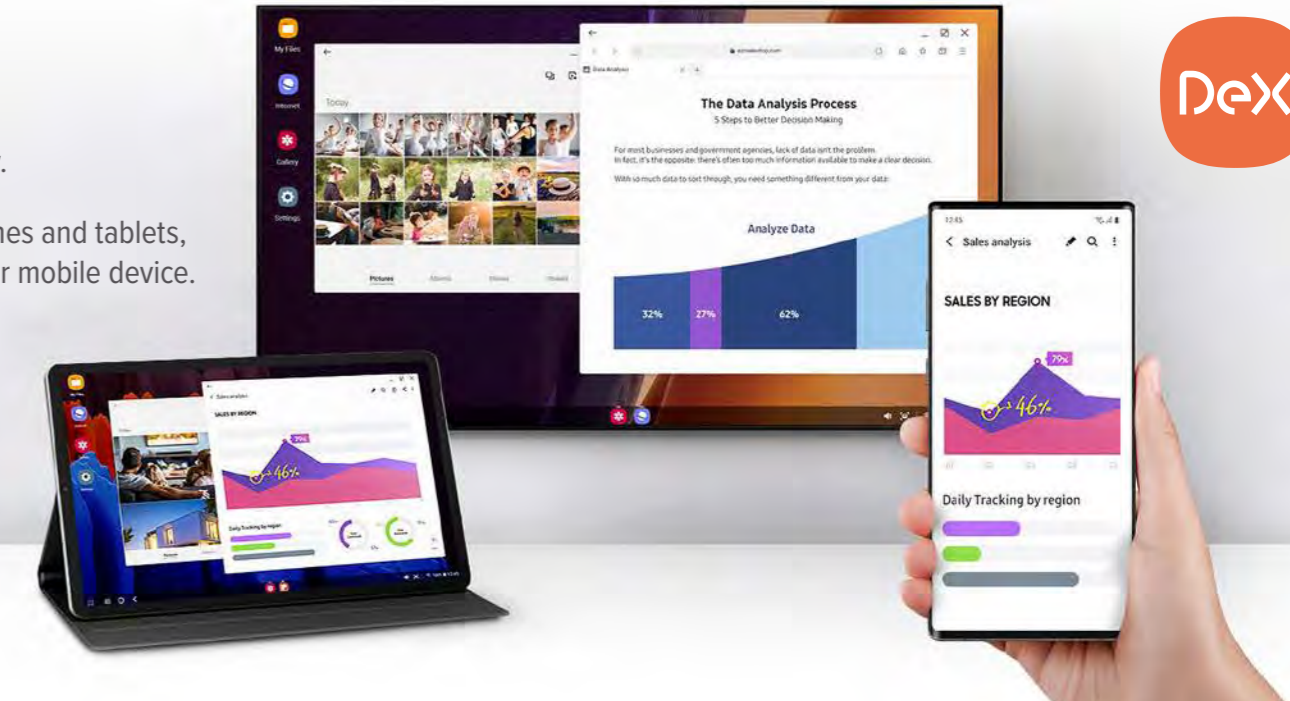 .
nes and tablets,
r mobile device.
DeX
My Files
Internet
Gallery
Settings
Today
Pictures
Data Analysis
The Data Analysis Process
5 Steps to Better Decision Making
For most businesses and government agencies, lack of data isn't the problem.
In fact, it's the opposite: there's often too much information available to make a clear decision.
With so much data to sort through, you need something different from your data:
Analyze Data
32% 27% 62%
Sales analysis
SALES BY REGION
79%
46%
Daily Tracking by region
12:45
Sales analysis
SALES BY REGION
79%
46%
Daily Tracking by region